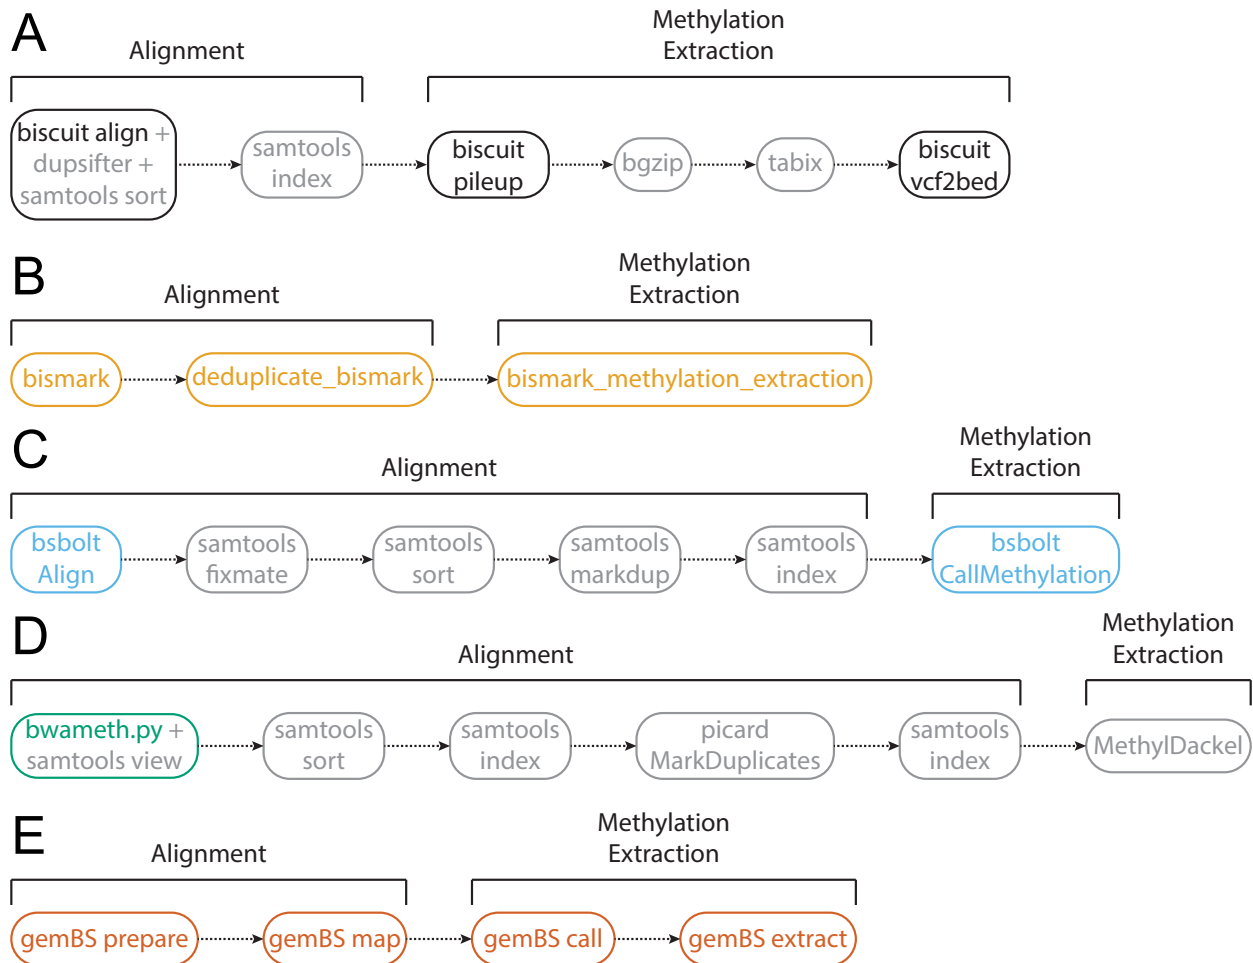 A
Alignment
Methylation
Extraction
biscuit align +
dupsifter +
samtools sort
samtools
index
biscuit
pileup
bgzip
tabix
biscuit
vcf2bed
B
Alignment
Methylation
Extraction
bismark
deduplicate_bismark
bismark_methylation_extraction
C
Alignment
Methylation
Extraction
bsbolt
Align
samtools
fixmate
samtools
sort
samtools
markdup
samtools
index
bsbolt
CallMethylation
D
Alignment
Methylation
Extraction
bwameth.py +
samtools view
samtools
sort
samtools
index
picard
MarkDuplicates
samtools
index
MethylDackel
E
Alignment
Methylation
Extraction
gemBS prepare
gemBS map
gemBS call
gemBS extract